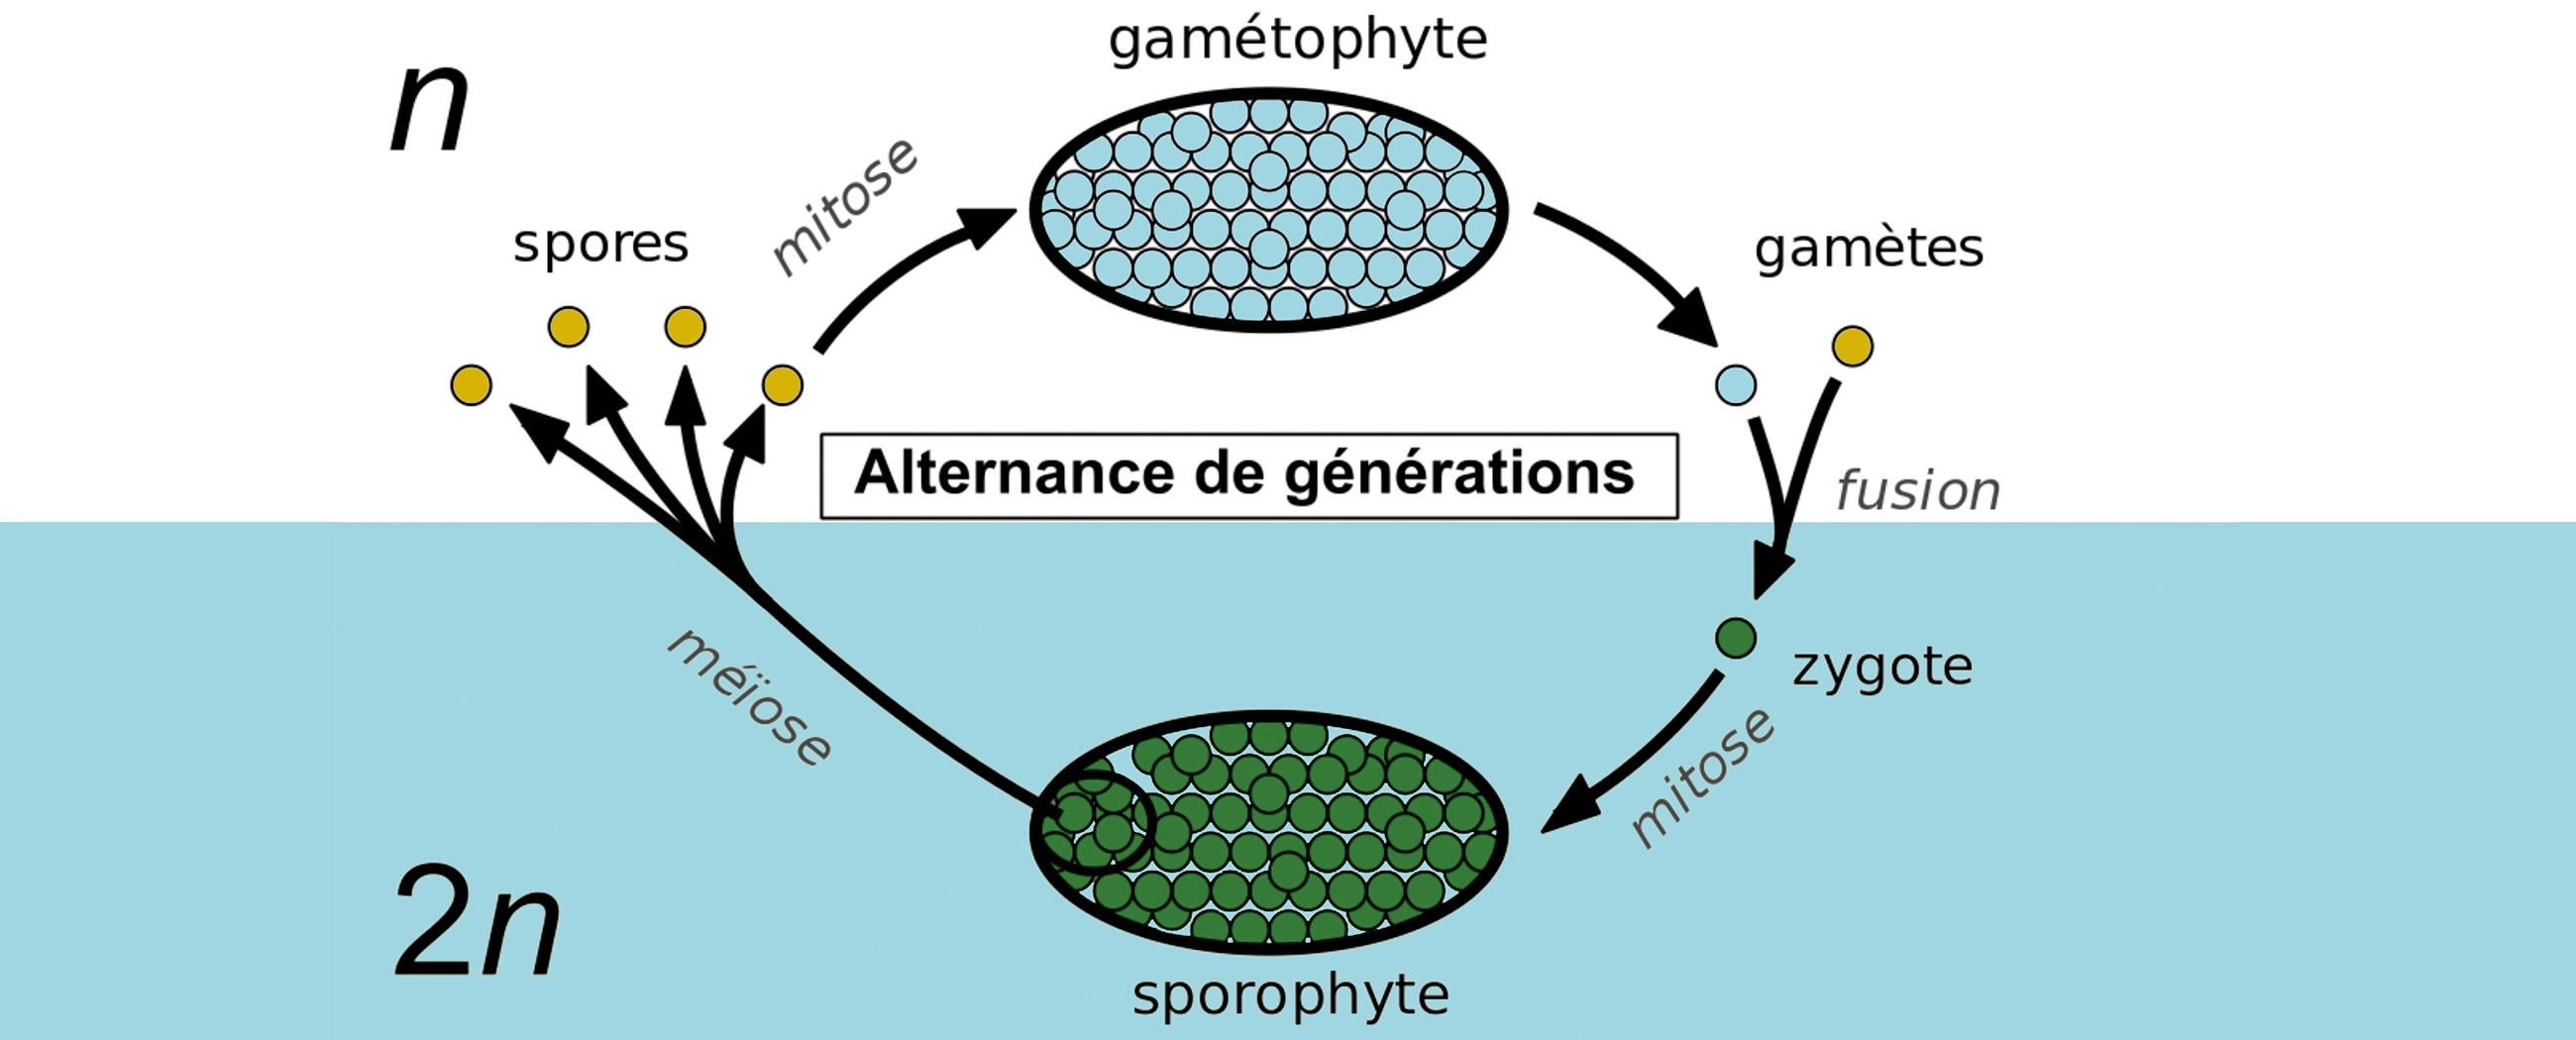 gamétophyte
n
mitose
spores
gamètes
Alternance de générations
fusion
méïose
zygote
mitose
2n
sporophyte